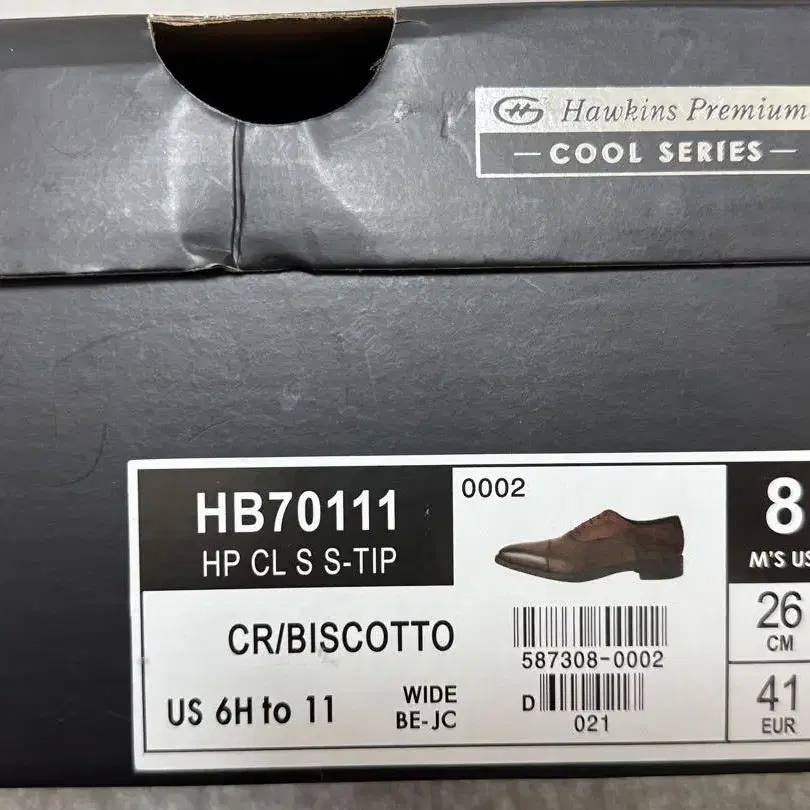 Hawkins Premium
COOL SERIES
HB70111
HP CL S S-TIP
0002
8
M'S US
CR/BISCOTTO
587308-0002
26
CM
US 6H to 11
WIDE
BE-JC
D
021
41
EUR